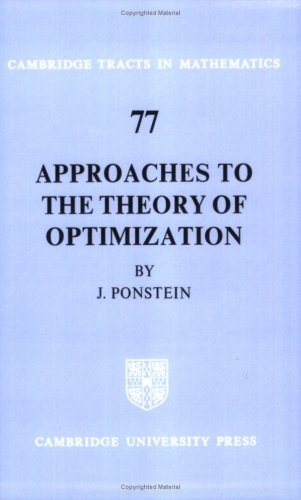 Copyrighted Material
CAMBRIDGE TRACTS IN MATHEMATICS
77
APPROACHES TO
THE THEORY OF
OPTIMIZATION
BY
J. PONSTEIN
CAMBRIDGE UNIVERSITY PRESS
Copyrighted Material